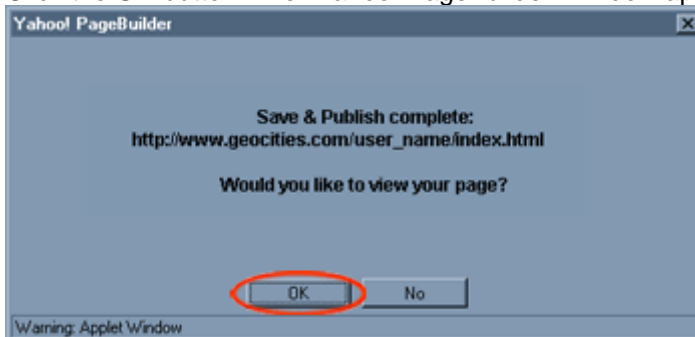 Yahoo! PageBuilder
Save & Publish complete:
http://www.geocities.com/user_name/index.html
Would you like to view your page?
OK No
Warning: Applet Window